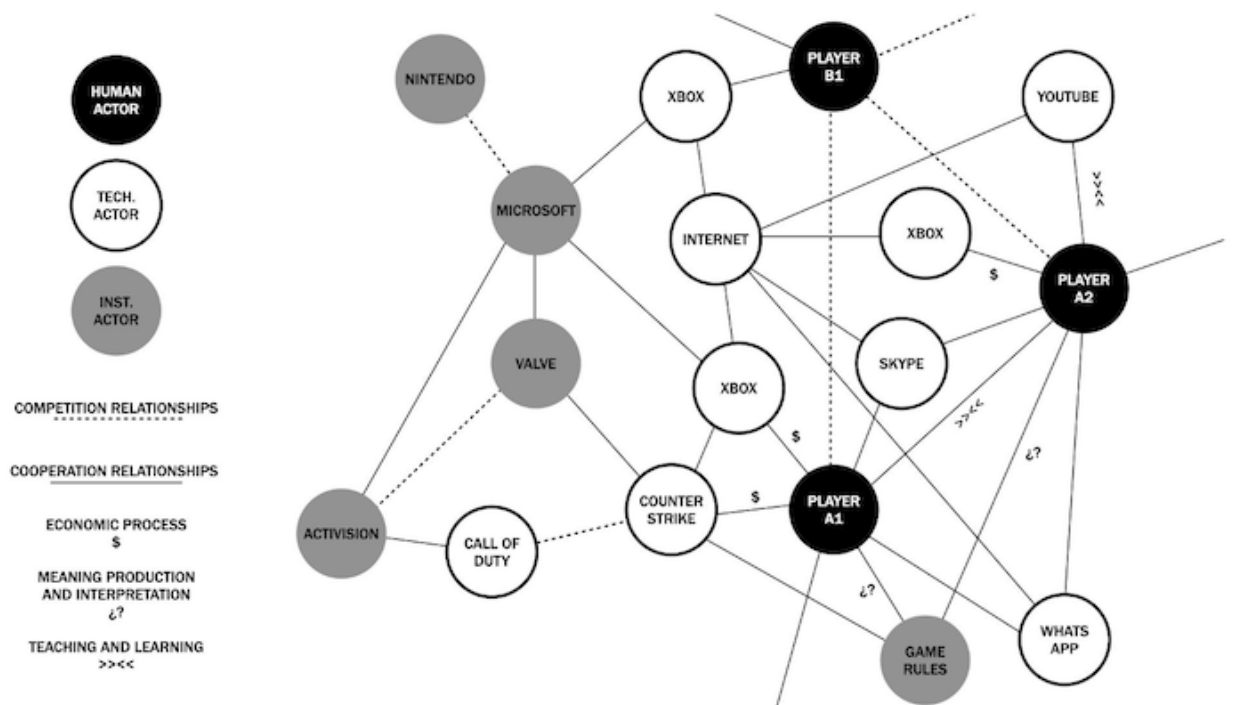 HUMAN
ACTOR
TECH.
ACTOR
INST.
ACTOR
COMPETITION RELATIONSHIPS
COOPERATION RELATIONSHIPS
ECONOMIC PROCESS
$
MEANING PRODUCTION
AND INTERPRETATION
¿?
TEACHING AND LEARNING
>><<
NINTENDO
XBOX
PLAYER
B1
YOUTUBE
>><<
MICROSOFT
INTERNET
XBOX
$
PLAYER
A2
VALVE
XBOX
SKYPE
>><<
$
¿?
ACTIVISION
CALL OF
DUTY
COUNTER
STRIKE
$
PLAYER
A1
¿?
GAME
RULES
WHATS
APP